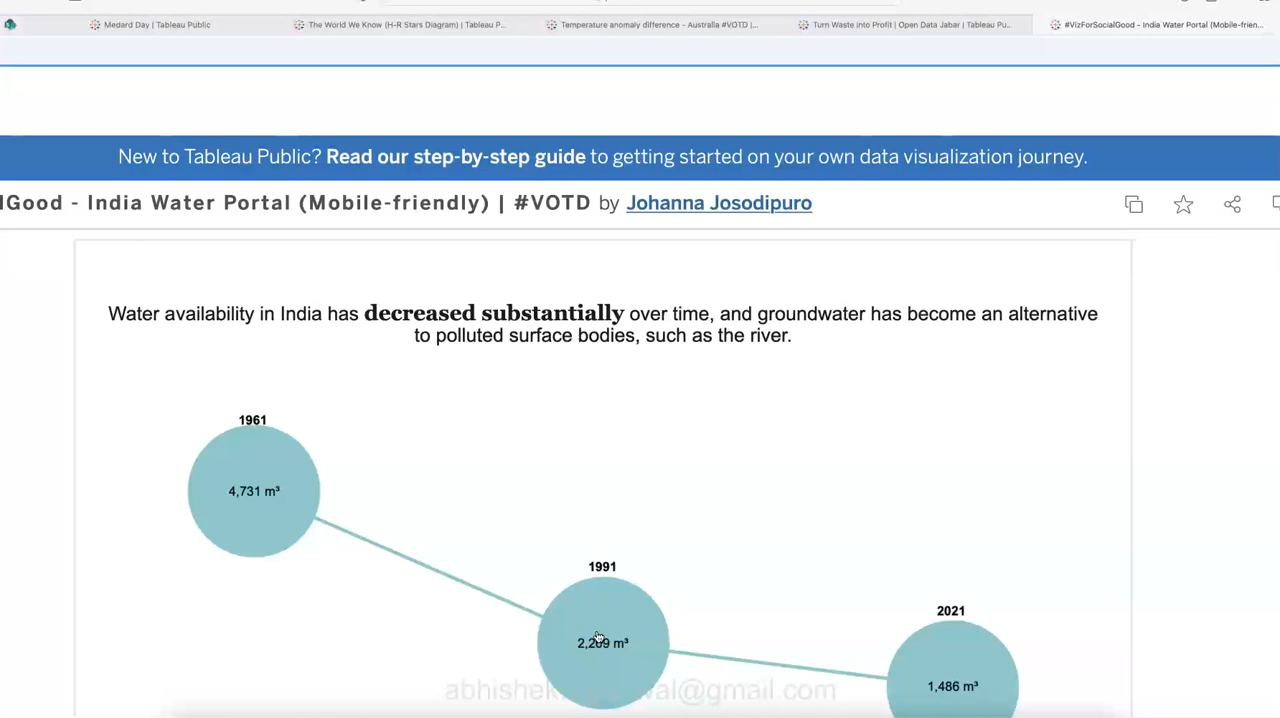 Medard Day | Tableau Public
The World We Know (H-R Stars Diagram) | Tableau P...
Temperature anomaly difference - Australia #VOTD |...
Turn Waste into Profit | Open Data Jabar | Tableau Pu...
#VizForSocialGood - India Water Portal (Mobile-frien...
New to Tableau Public? Read our step-by-step guide to getting started on your own data visualization journey.
lGood - India Water Portal (Mobile-friendly) | #VOTD by Johanna Josodipuro
Water availability in India has decreased substantially over time, and groundwater has become an alternative
to polluted surface bodies, such as the river.
1961
4,731 m³
1991
m³
2021
1,486 m³